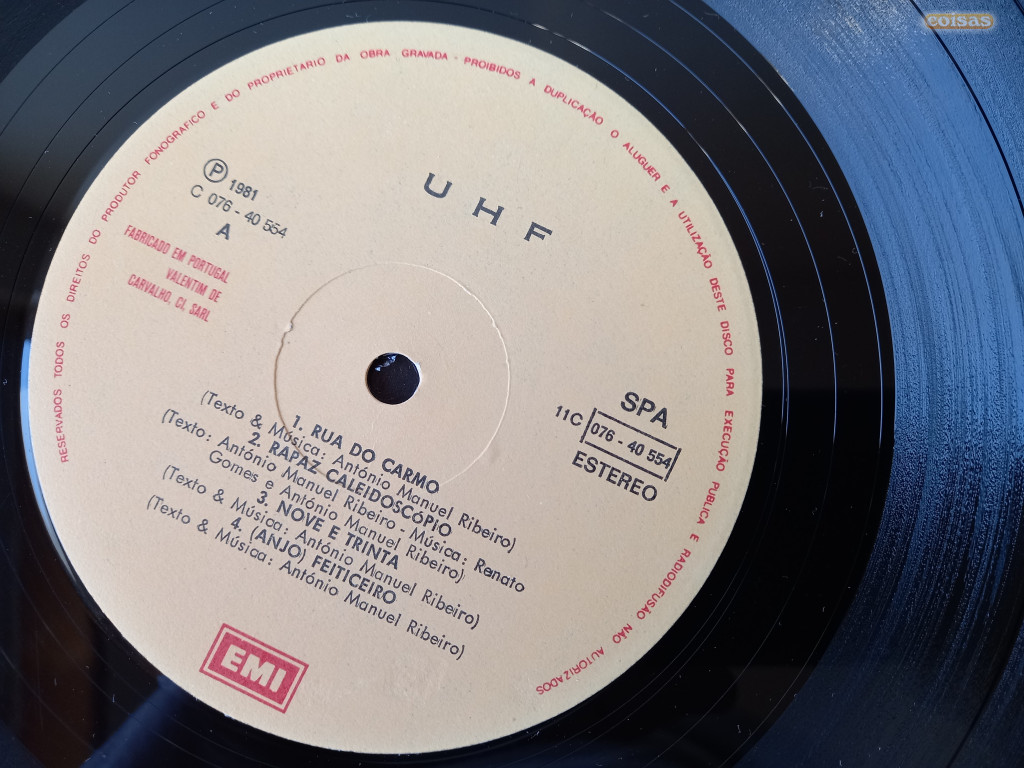 coisas
RESERVADOS TODOS OS DIREITOS DO PRODUTOR FONOGRAFICO E DO PROPRIETARIO DA OBRA GRAVADA - PROIBIDOS A DUPLICAÇÃO O ALUGUER E A UTILIZAÇÃO DESTE DISCO PARA EXECUÇÃO PUBLICA E RADIODIFUSÃO NÃO AUTORIZADOS
UHF
Ⓟ 1981
C 076 - 40 554
A
FABRICADO EM PORTUGAL
VALENTIM DE
CARVALHO, CI, SARL
SPA
11C 076 - 40 554
ESTEREO
1. RUA DO CARMO
(Texto & Música: António Manuel Ribeiro)
2. RAPAZ CALEIDOSCÓPIO
(Texto: António Manuel Ribeiro - Música: Renato
Gomes e António Manuel Ribeiro)
3. NOVE E TRINTA
(Texto & Música: António Manuel Ribeiro)
4. (ANJO) FEITICEIRO
(Texto & Música: António Manuel Ribeiro)
EMI